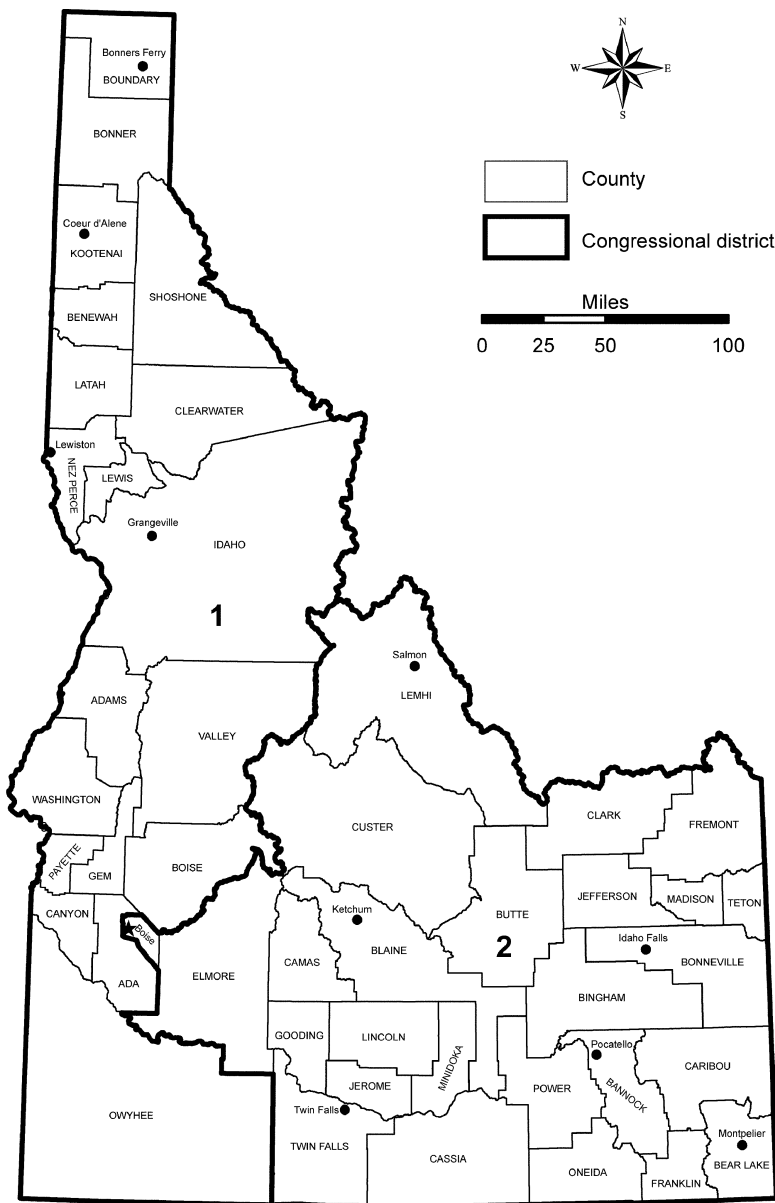 N
W
E
S
County
Congressional district
Miles
0 25 50 100
Bonners Ferry
BOUNDARY
BONNER
Coeur d'Alene
KOOTENAI
SHOSHONE
BENEWAH
LATAH
CLEARWATER
Lewiston
NEZ PERCE
LEWIS
Grangeville
IDAHO
1
Salmon
LEMHI
ADAMS
VALLEY
WASHINGTON
CUSTER
CLARK
FREMONT
PAYETTE
GEM
BOISE
JEFFERSON
MADISON
TETON
CANYON
Boise
Ketchum
BUTTE
2
Idaho Falls
BONNEVILLE
ADA
ELMORE
CAMAS
BLAINE
BINGHAM
GOODING
LINCOLN
MINIDOKA
Pocatello
CARIBOU
JEROME
POWER
BANNOCK
OWYHEE
Twin Falls
TWIN FALLS
CASSIA
ONEIDA
FRANKLIN
Montpelier
BEAR LAKE